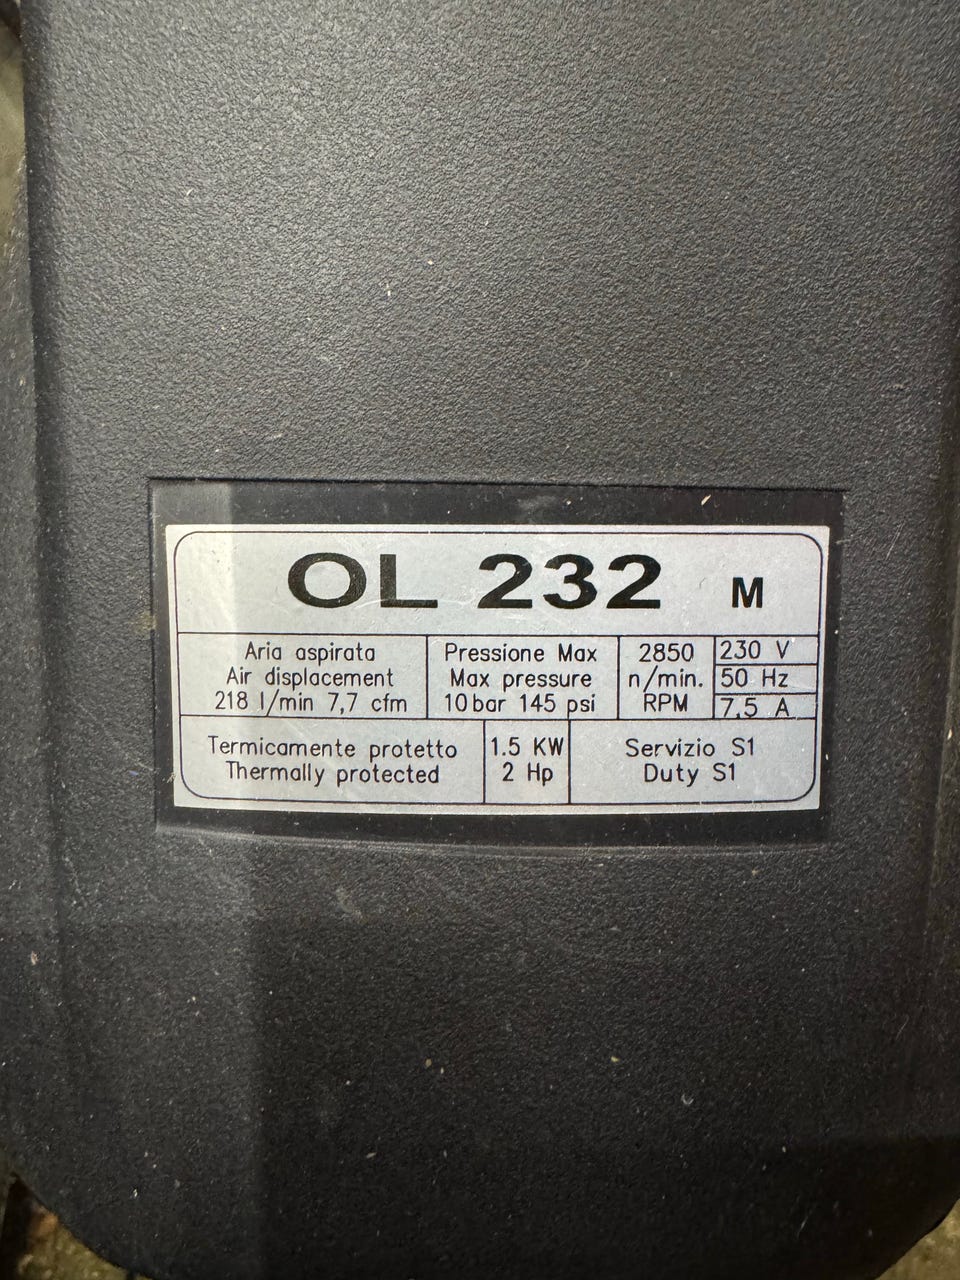 OL 232 M
Aria aspirata
Air displacement
218 l/min 7,7 cfm
Pressione Max
Max pressure
10 bar 145 psi
2850
n/min.
RPM
230 V
50 Hz
7,5 A
Termicamente protetto
Thermally protected
1.5 KW
2 Hp
Servizio S1
Duty S1